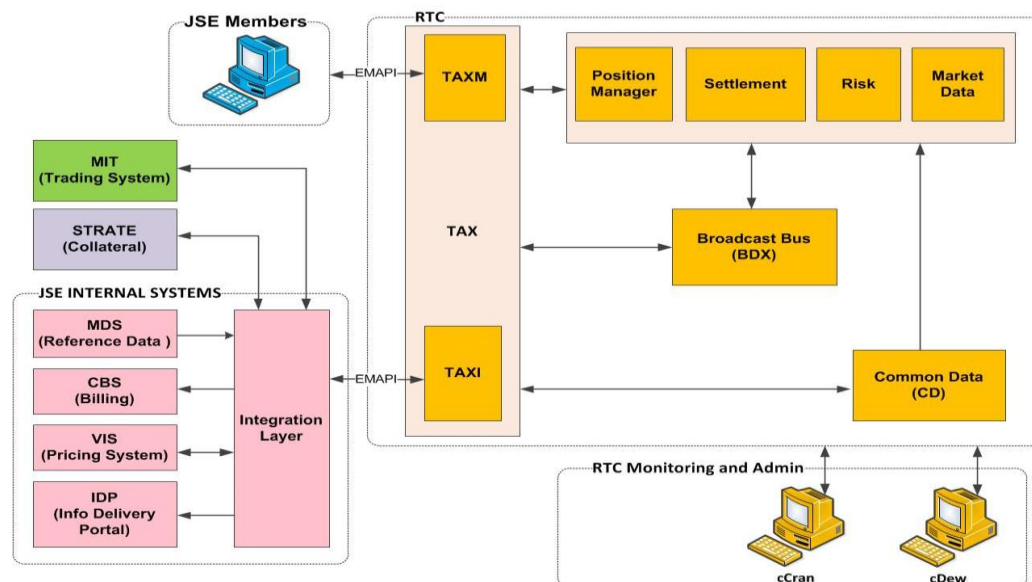 JSE Members
RTC
EMAPI
TAXM
Position
Manager
Settlement
Risk
Market
Data
MIT
(Trading System)
STRATE
(Collateral)
TAX
Broadcast Bus
(BDX)
JSE INTERNAL SYSTEMS
MDS
(Reference Data )
CBS
(Billing)
VIS
(Pricing System)
IDP
(Info Delivery
Portal)
Integration
Layer
EMAPI
TAXI
Common Data
(CD)
RTC Monitoring and Admin
cCran
cDew